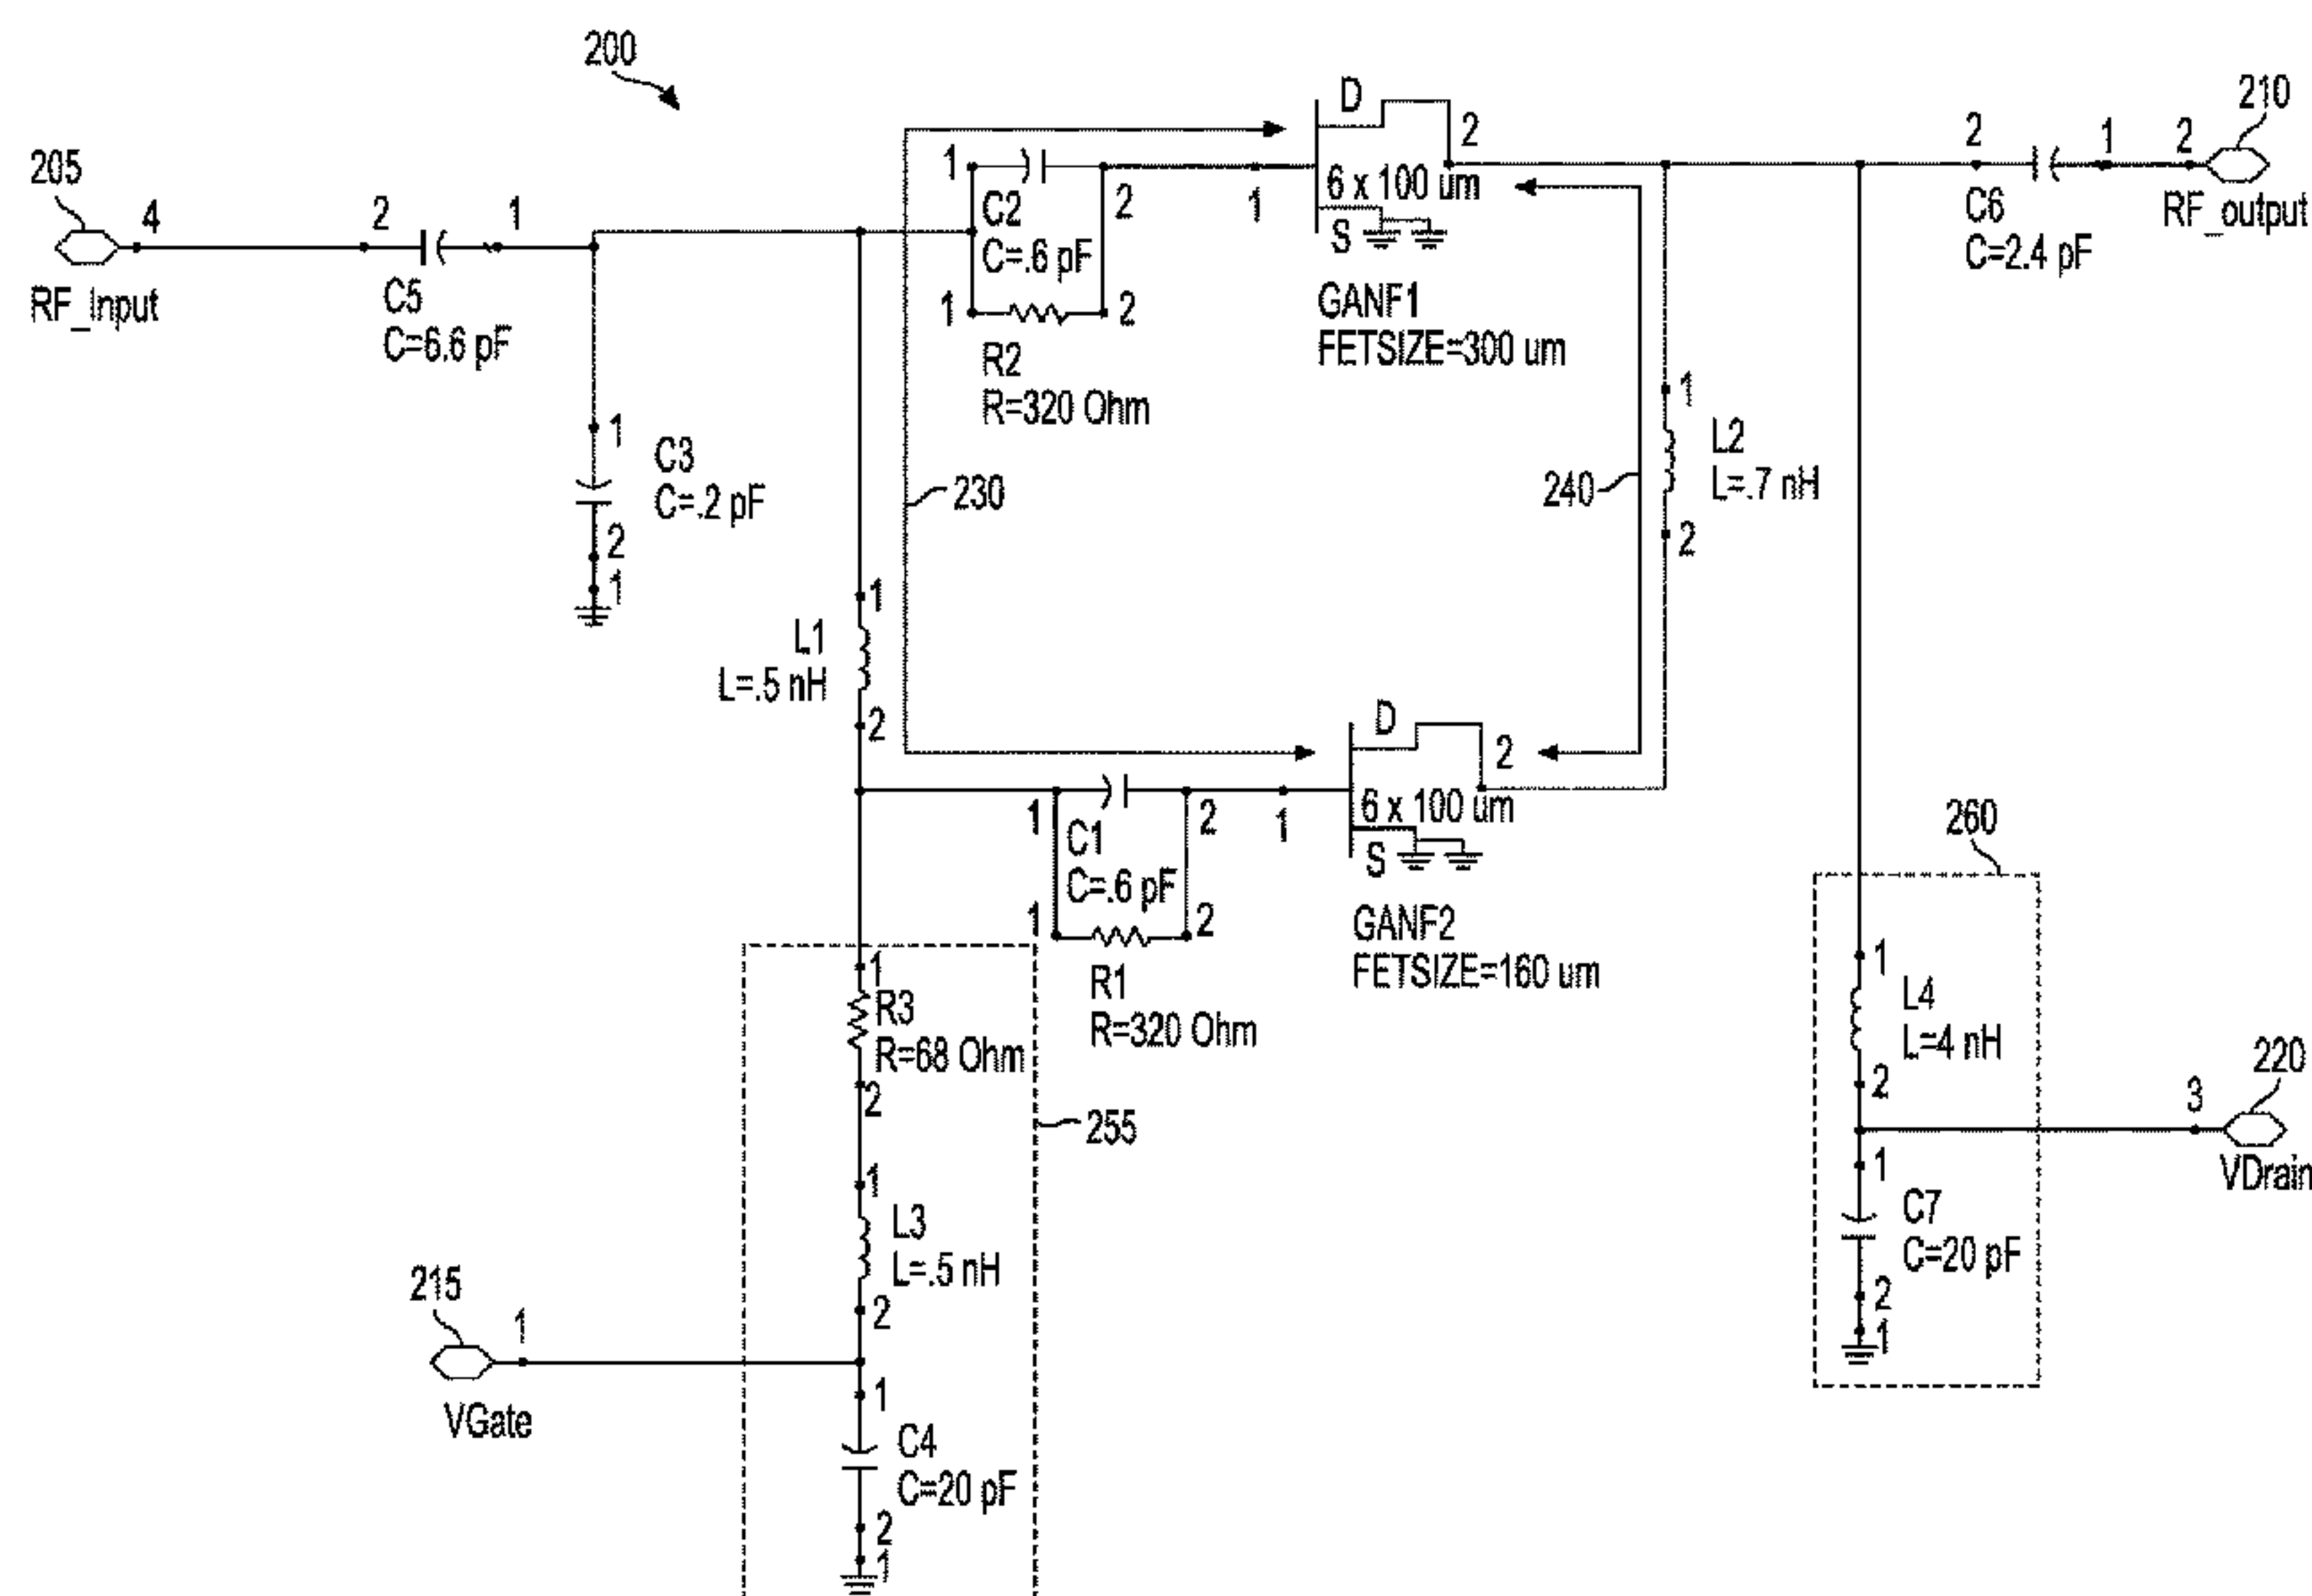 200
205
4
RF_Input
2
1
C5
C=6.6 pF
1
C3
C=.2 pF
2
1
1
2
C2
C=.6 pF
1
2
R2
R=320 Ohm
1
D
2
6 x 100 um
S
GANF1
FETSIZE=300 um
2
1
2
C6
C=2.4 pF
210
RF_output
230
240
1
L2
L=.7 nH
2
1
L1
L=.5 nH
2
1
2
C1
C=.6 pF
1
2
R1
R=320 Ohm
1
D
2
6 x 100 um
S
GANF2
FETSIZE=160 um
260
1
R3
R=68 Ohm
2
255
1
L3
L=.5 nH
2
215
1
VGate
1
C4
C=20 pF
2
1
1
L4
L=4 nH
2
3
220
VDrain
1
C7
C=20 pF
2
1